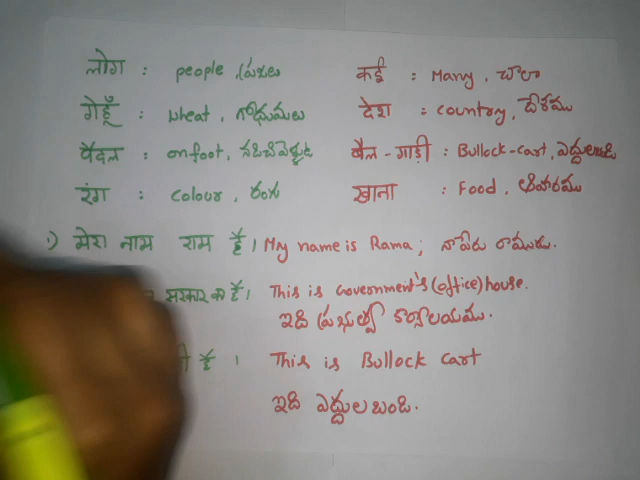 लोग : people, ప్రజలు कई : Many, చాలా
गेहूँ : wheat, గోధుమలు देश : country, దేశము
पैदल : onfoot, నడిచివెళ్ళుట बैल-गाड़ी : Bullock-cart, ఎద్దులబండి
रंग : colour, రంగు खाना : Food, ఆహారము
1) मेरा नाम राम है। My name is Rama; నా పేరు రాముడు.
सरकार का है। This is Government's (office) house.
ఇది ప్రభుత్వ కార్యాలయము.
है । This is Bullock Cart
ఇది ఎద్దుల బండి.